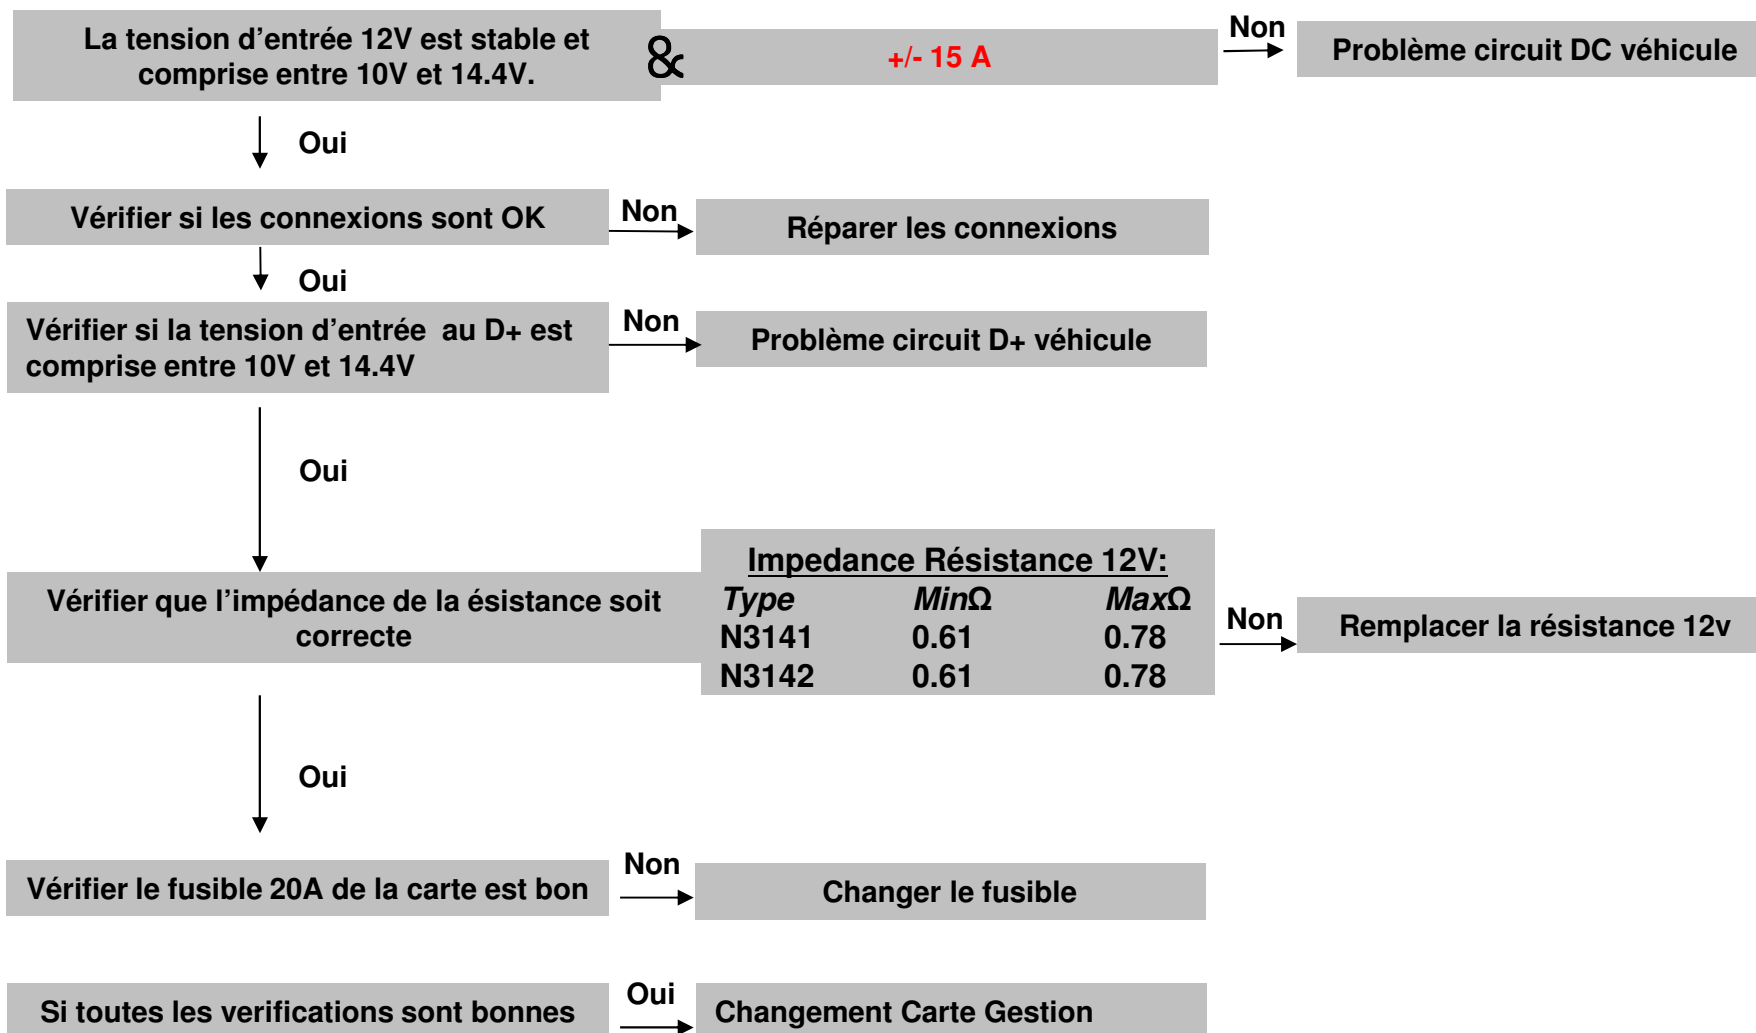 La tension d’entrée 12V est stable et
comprise entre 10V et 14.4V.
&
+/- 15 A
Non
Problème circuit DC véhicule
Oui
Vérifier si les connexions sont OK
Non
Réparer les connexions
Oui
Vérifier si la tension d’entrée  au D+ est
comprise entre 10V et 14.4V
Non
Problème circuit D+ véhicule
Oui
Vérifier que l’impédance de la ésistance soit
correcte
Impedance Résistance 12V:
Type MinΩ MaxΩ
N3141 0.61 0.78
N3142 0.61 0.78
Non
Remplacer la résistance 12v
Oui
Vérifier le fusible 20A de la carte est bon
Non
Changer le fusible
Si toutes les verifications sont bonnes
Oui
Changement Carte Gestion